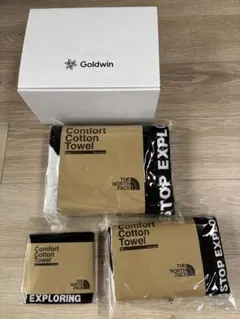 Goldwin
Comfort
Cotton
Towel
THE
NORTH
FACE
STOP EXPLO
Comfort
Cotton
Towel
THE
NORTH
FACE
EXPLORING
Comfort
Cotton
Towel
THE
NORTH
FACE
STOP EXPLO